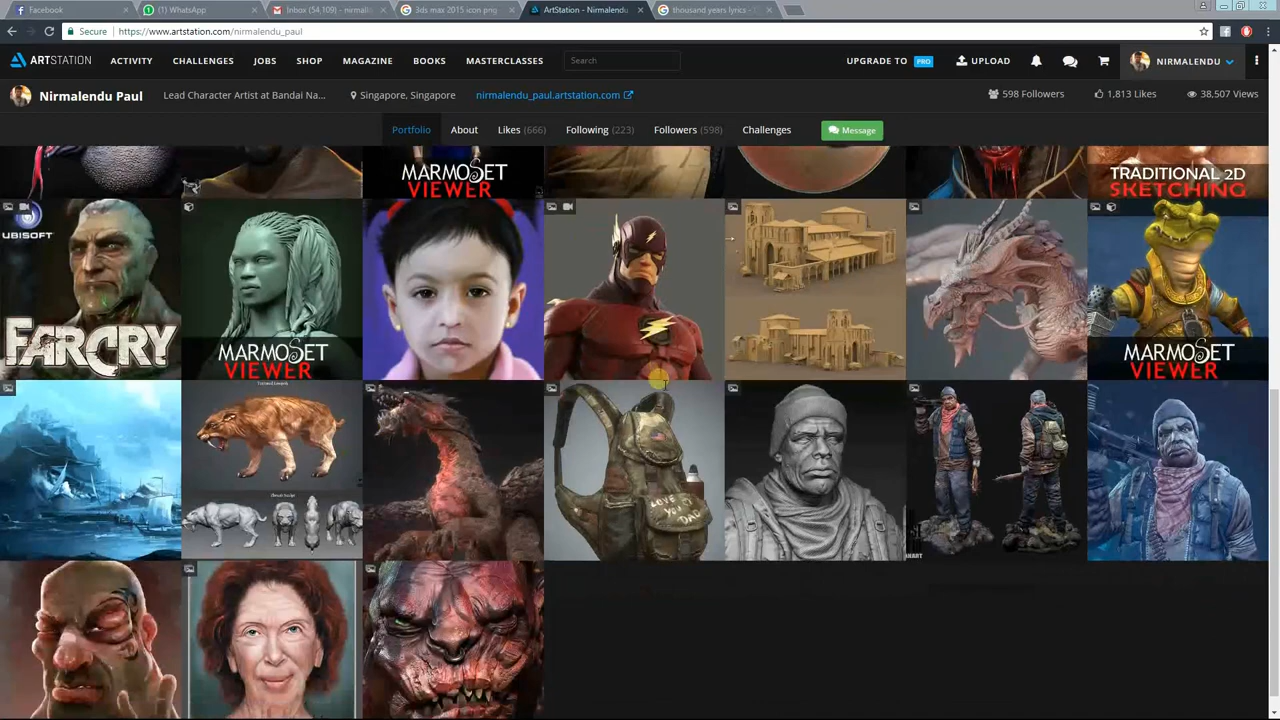 Facebook
(1) WhatsApp
Inbox (54,109) - nirmalen
3ds max 2015 icon png
ArtStation - Nirmalendu
thousand years lyrics - G
Secure https://www.artstation.com/nirmalendu_paul
ARTSTATION ACTIVITY CHALLENGES JOBS SHOP MAGAZINE BOOKS MASTERCLASSES Search UPGRADE TO PRO UPLOAD NIRMALENDU
Nirmalendu Paul Lead Character Artist at Bandai Na... Singapore, Singapore nirmalendu_paul.artstation.com 598 Followers 1,813 Likes 38,507 Views
Portfolio About Likes (666) Following (223) Followers (598) Challenges Message
MARMOSET
VIEWER
TRADITIONAL 2D
SKETCHING
UBISOFT
FARCRY
MARMOSET
VIEWER
MARMOSET
VIEWER
LOVE
YOU
DAD